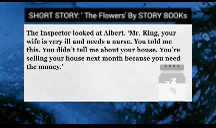 SHORT STORY: ' The Flowers' By STORY BOOKs
The Inspector looked at Albert. 'Mr. King, your
wife is very ill and needs a nurse. You told me
this. You didn't tell me about your house. You're
selling your house next month because you need
the money.'